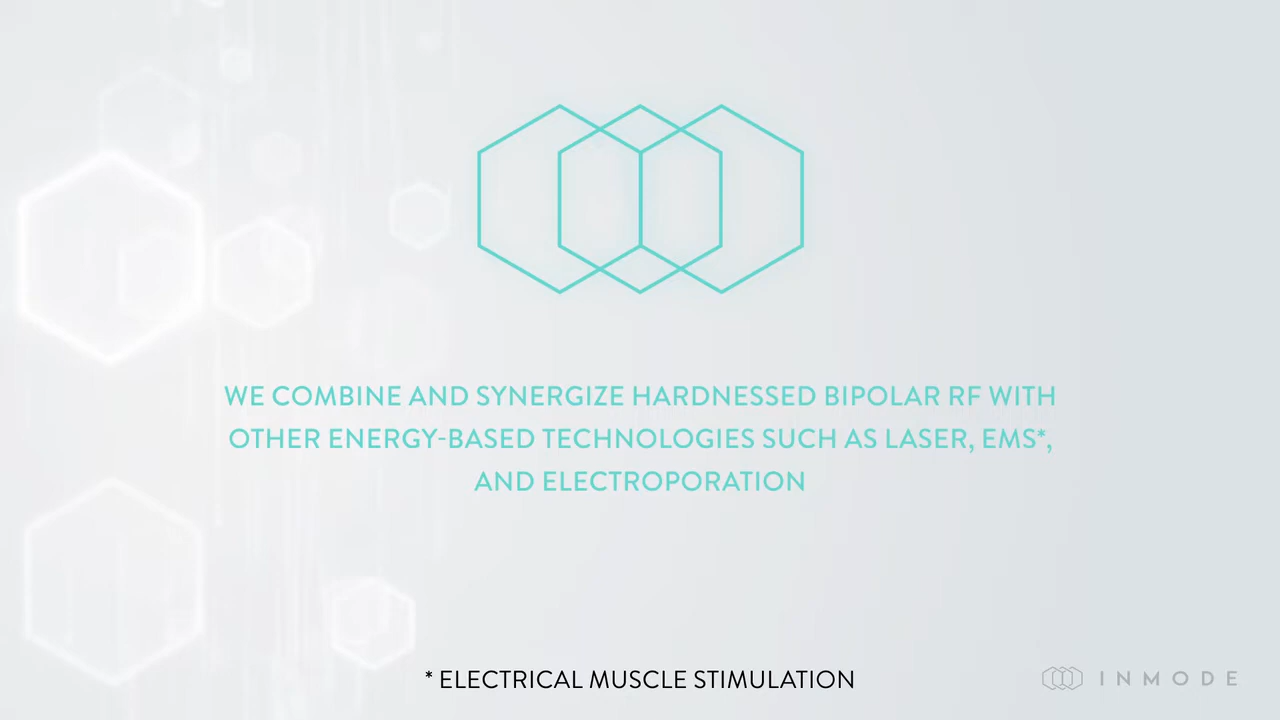 WE COMBINE AND SYNERGIZE HARDNESSED BIPOLAR RF WITH
OTHER ENERGY-BASED TECHNOLOGIES SUCH AS LASER, EMS*,
AND ELECTROPORATION
* ELECTRICAL MUSCLE STIMULATION
INMODE